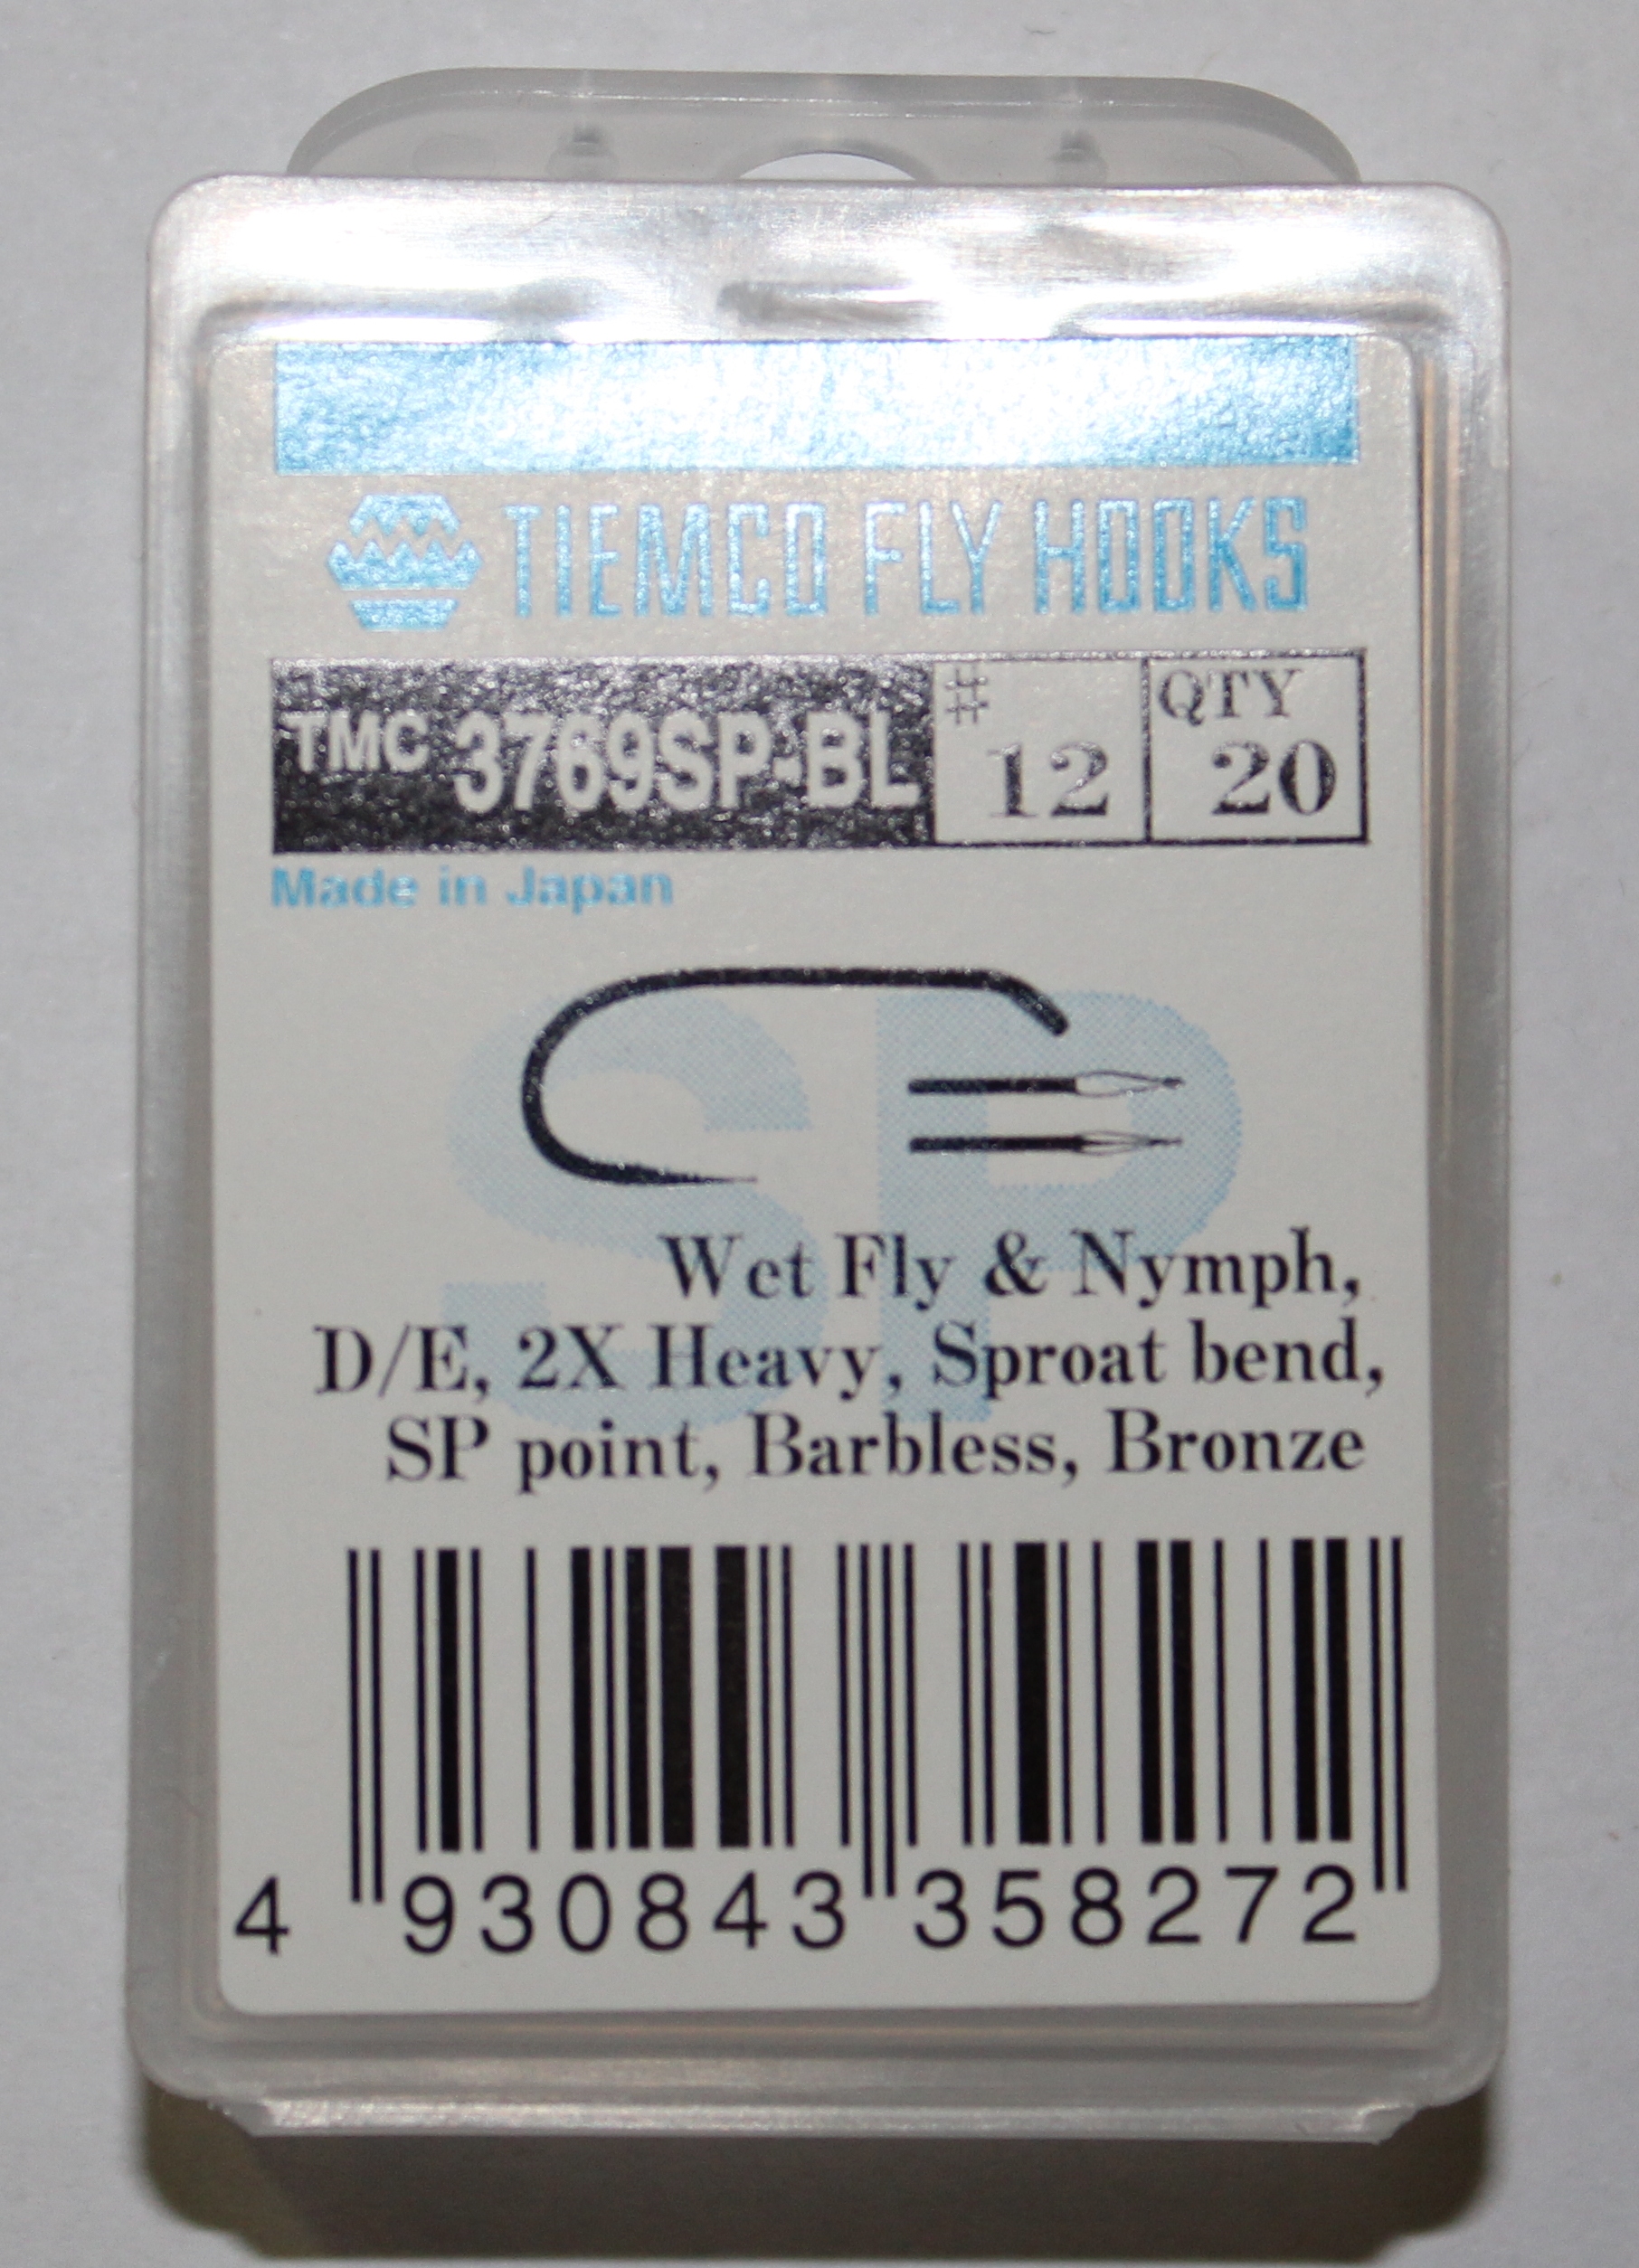 TIEMCO FLY HOOKS
TMC 3769SP-BL # 12 QTY 20
Made in Japan
SP
Wet Fly & Nymph,
D/E, 2X Heavy, Sproat bend,
SP point, Barbless, Bronze
4 930843 358272